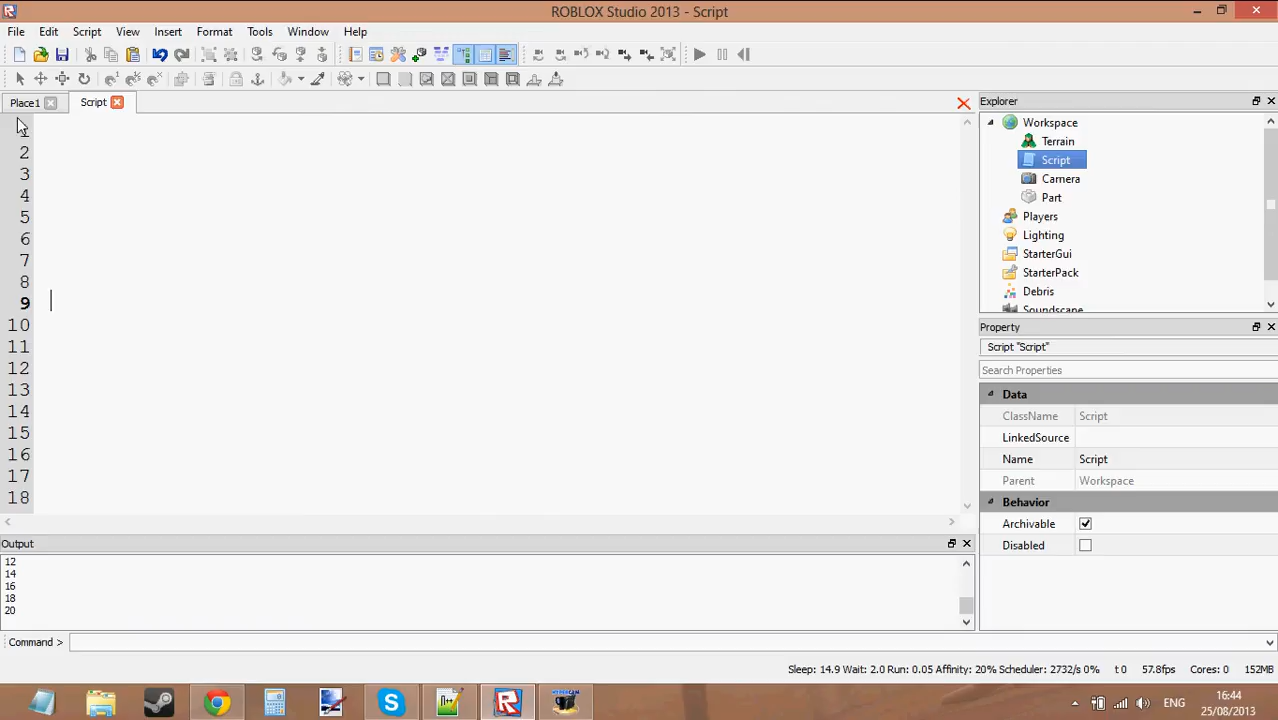 ROBLOX Studio 2013 - Script
File Edit Script View Insert Format Tools Window Help
Place1 Script
2
3
4
5
6
7
8
9
10
11
12
13
14
15
16
17
18
Explorer
Workspace
Terrain
Script
Camera
Part
Players
Lighting
StarterGui
StarterPack
Debris
Soundscape
Property
Script "Script"
Search Properties
Data
ClassName Script
LinkedSource
Name Script
Parent Workspace
Behavior
Archivable
Disabled
Output
12
14
16
18
20
Command >
Sleep: 14.9 Wait: 2.0 Run: 0.05 Affinity: 20% Scheduler: 2732/s 0% t 0 57.8fps Cores: 0 152MB
ENG
16:44
25/08/2013